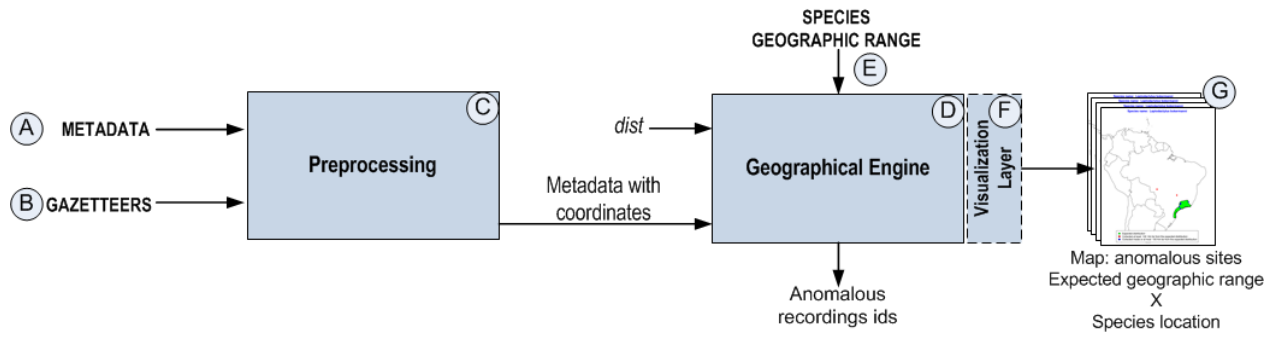 SPECIES
GEOGRAPHIC RANGE
E
A
METADATA
B
GAZETTEERS
C
Preprocessing
dist
Metadata with
coordinates
D
Geographical Engine
F
Visualization
Layer
G
Anomalous
recordings ids
Map: anomalous sites
Expected geographic range
X
Species location